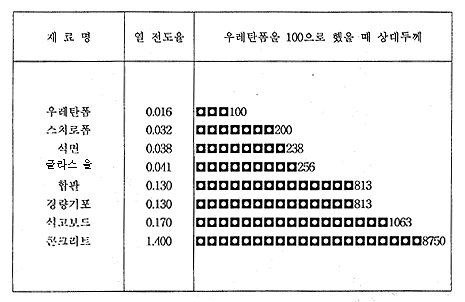 재 료 명 열 전도율 우레탄폼을 100으로 했을 때 상대두께
우레탄폼 0.016 100
스치로폼 0.032 200
석면 0.038 238
글라스 울 0.041 256
합판 0.130 813
경량기포 0.130 813
석고보드 0.170 1063
콘크리트 1.400 8750